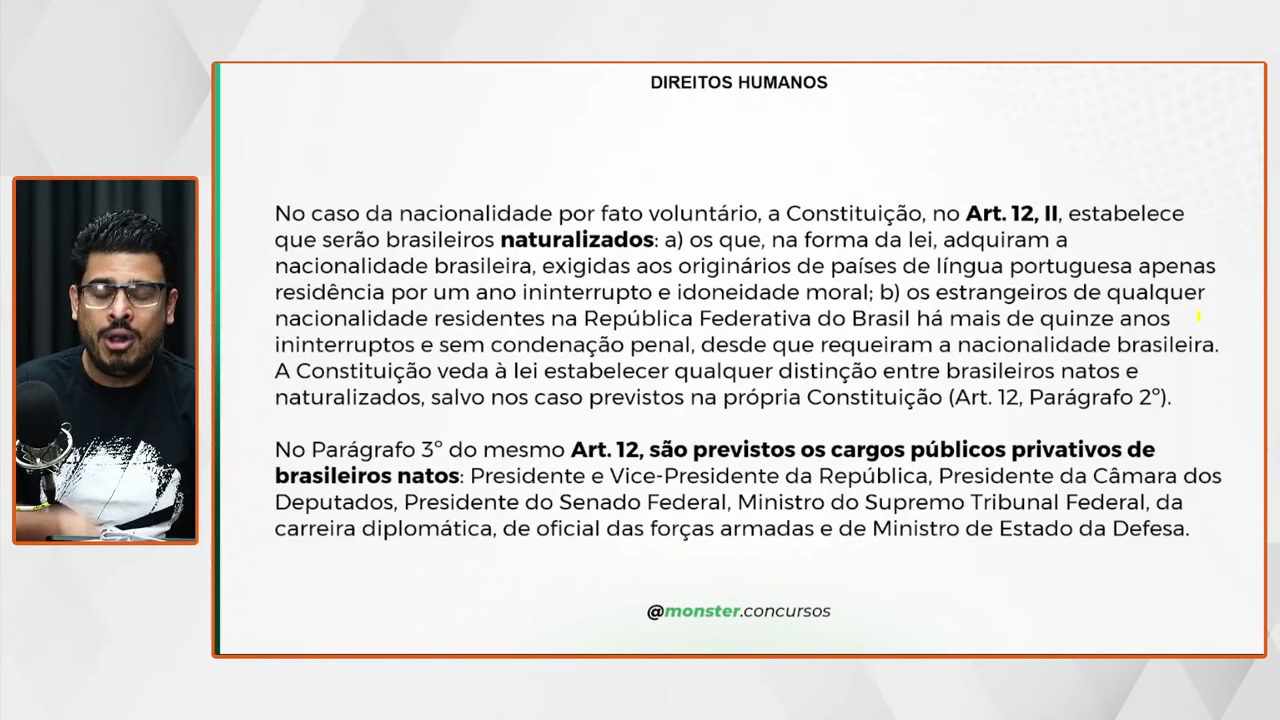 DIREITOS HUMANOS
No caso da nacionalidade por fato voluntário, a Constituição, no Art. 12, II, estabelece
que serão brasileiros naturalizados: a) os que, na forma da lei, adquiram a
nacionalidade brasileira, exigidas aos originários de países de língua portuguesa apenas
residência por um ano ininterrupto e idoneidade moral; b) os estrangeiros de qualquer
nacionalidade residentes na República Federativa do Brasil há mais de quinze anos
ininterruptos e sem condenação penal, desde que requeiram a nacionalidade brasileira.
A Constituição veda à lei estabelecer qualquer distinção entre brasileiros natos e
naturalizados, salvo nos caso previstos na própria Constituição (Art. 12, Parágrafo 2º).
No Parágrafo 3º do mesmo Art. 12, são previstos os cargos públicos privativos de
brasileiros natos: Presidente e Vice-Presidente da República, Presidente da Câmara dos
Deputados, Presidente do Senado Federal, Ministro do Supremo Tribunal Federal, da
carreira diplomática, de oficial das forças armadas e de Ministro de Estado da Defesa.
@monster.concursos